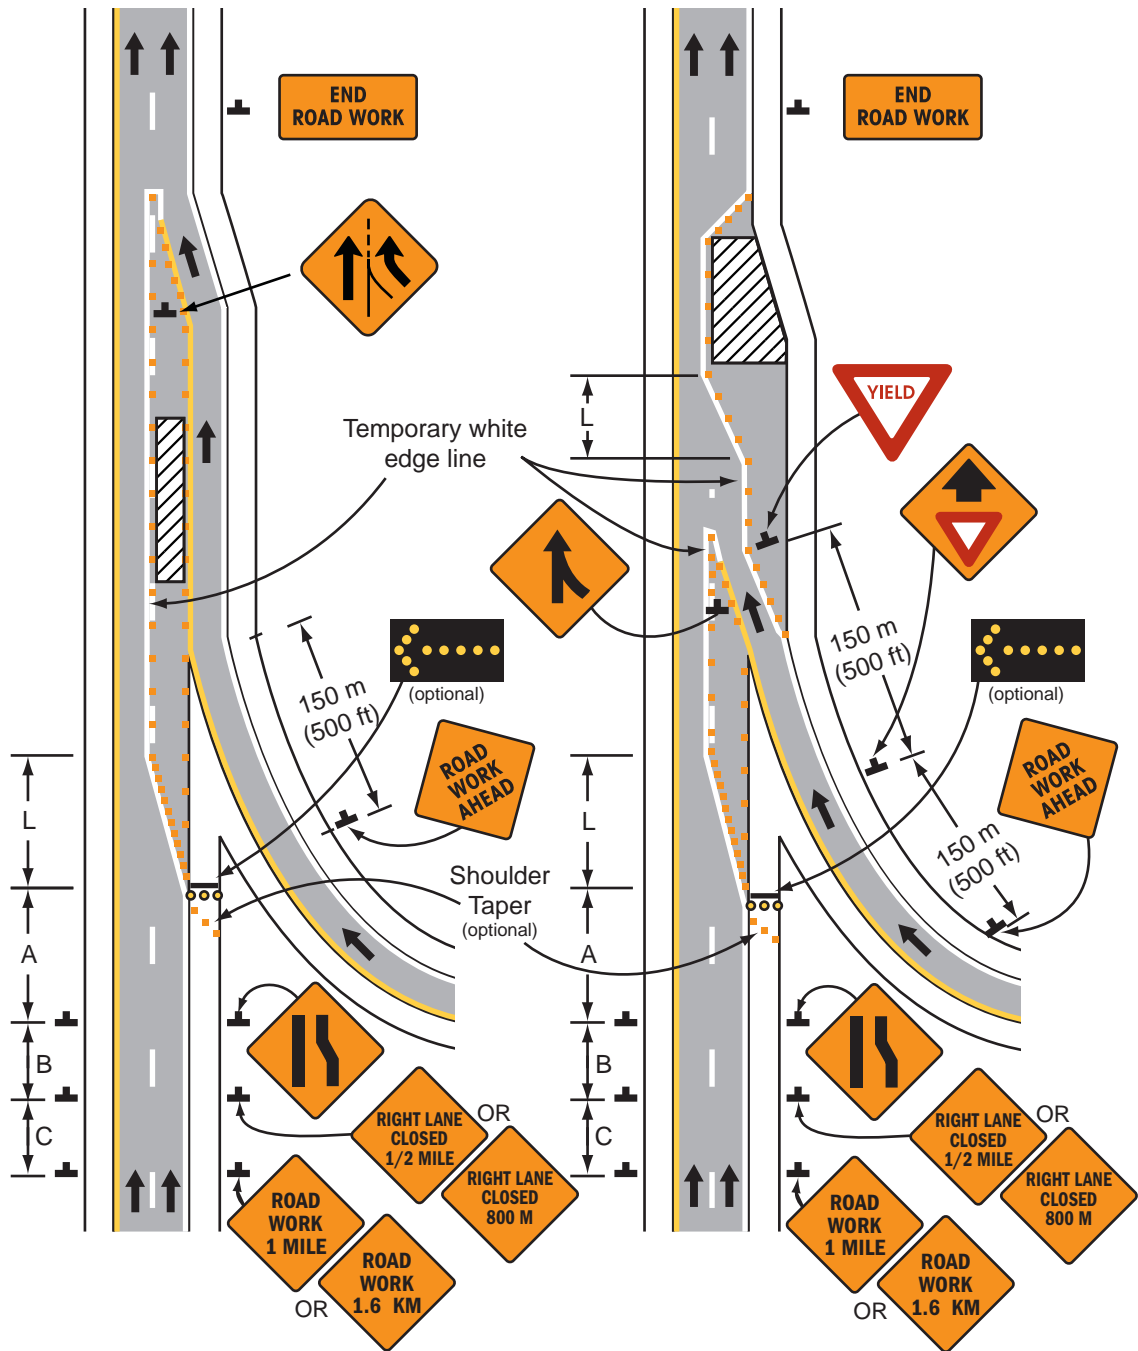 END
ROAD WORK
END
ROAD WORK
YIELD
L
Temporary white
edge line
150 m
(500 ft)
(optional)
ROAD
WORK
AHEAD
150 m
(500 ft)
(optional)
ROAD
WORK
AHEAD
150 m
(500 ft)
L
A
B
C
Shoulder
Taper
(optional)
L
A
B
C
RIGHT LANE
CLOSED
1/2 MILE
OR
RIGHT LANE
CLOSED
800 M
ROAD
WORK
1 MILE
OR
ROAD
WORK
1.6 KM
RIGHT LANE
CLOSED
1/2 MILE
OR
RIGHT LANE
CLOSED
800 M
ROAD
WORK
1 MILE
OR
ROAD
WORK
1.6 KM